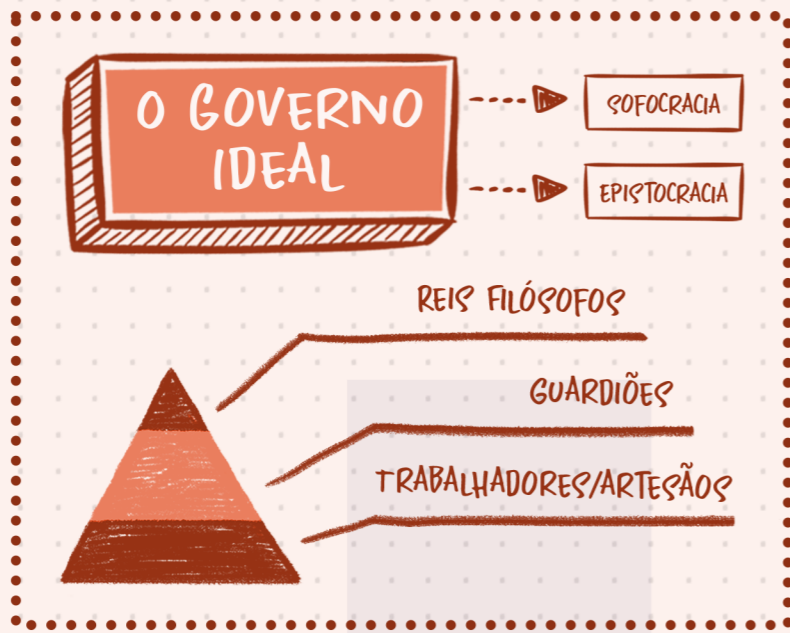 O GOVERNO
IDEAL
SOFOCRACIA
EPISTOCRACIA
REIS FILÓSOFOS
GUARDIÕES
TRABALHADORES/ARTESÃOS